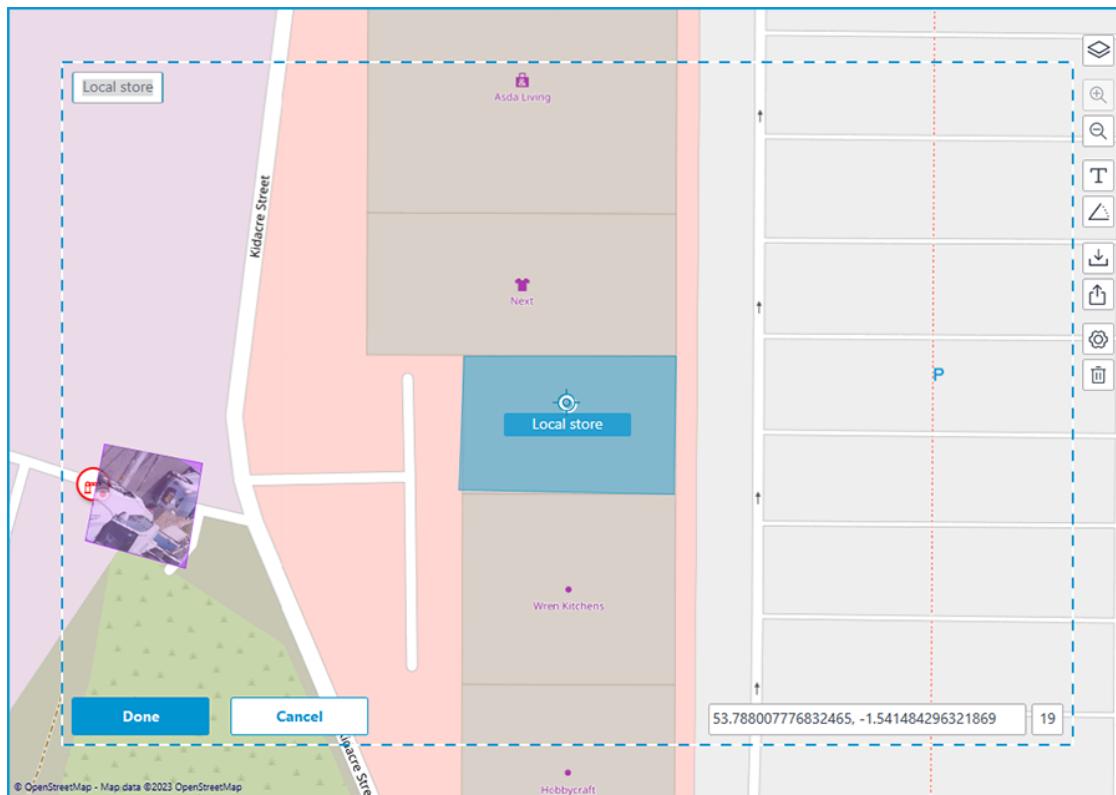 Local store
Asda Living
Kidacre Street
Next
P
Local store
Wren Kitchens
Done
Cancel
53.788007776832465, -1.541484296321869
19
Kidacre Stre
Hobbycraft
© OpenStreetMap - Map data ©2023 OpenStreetMap
T